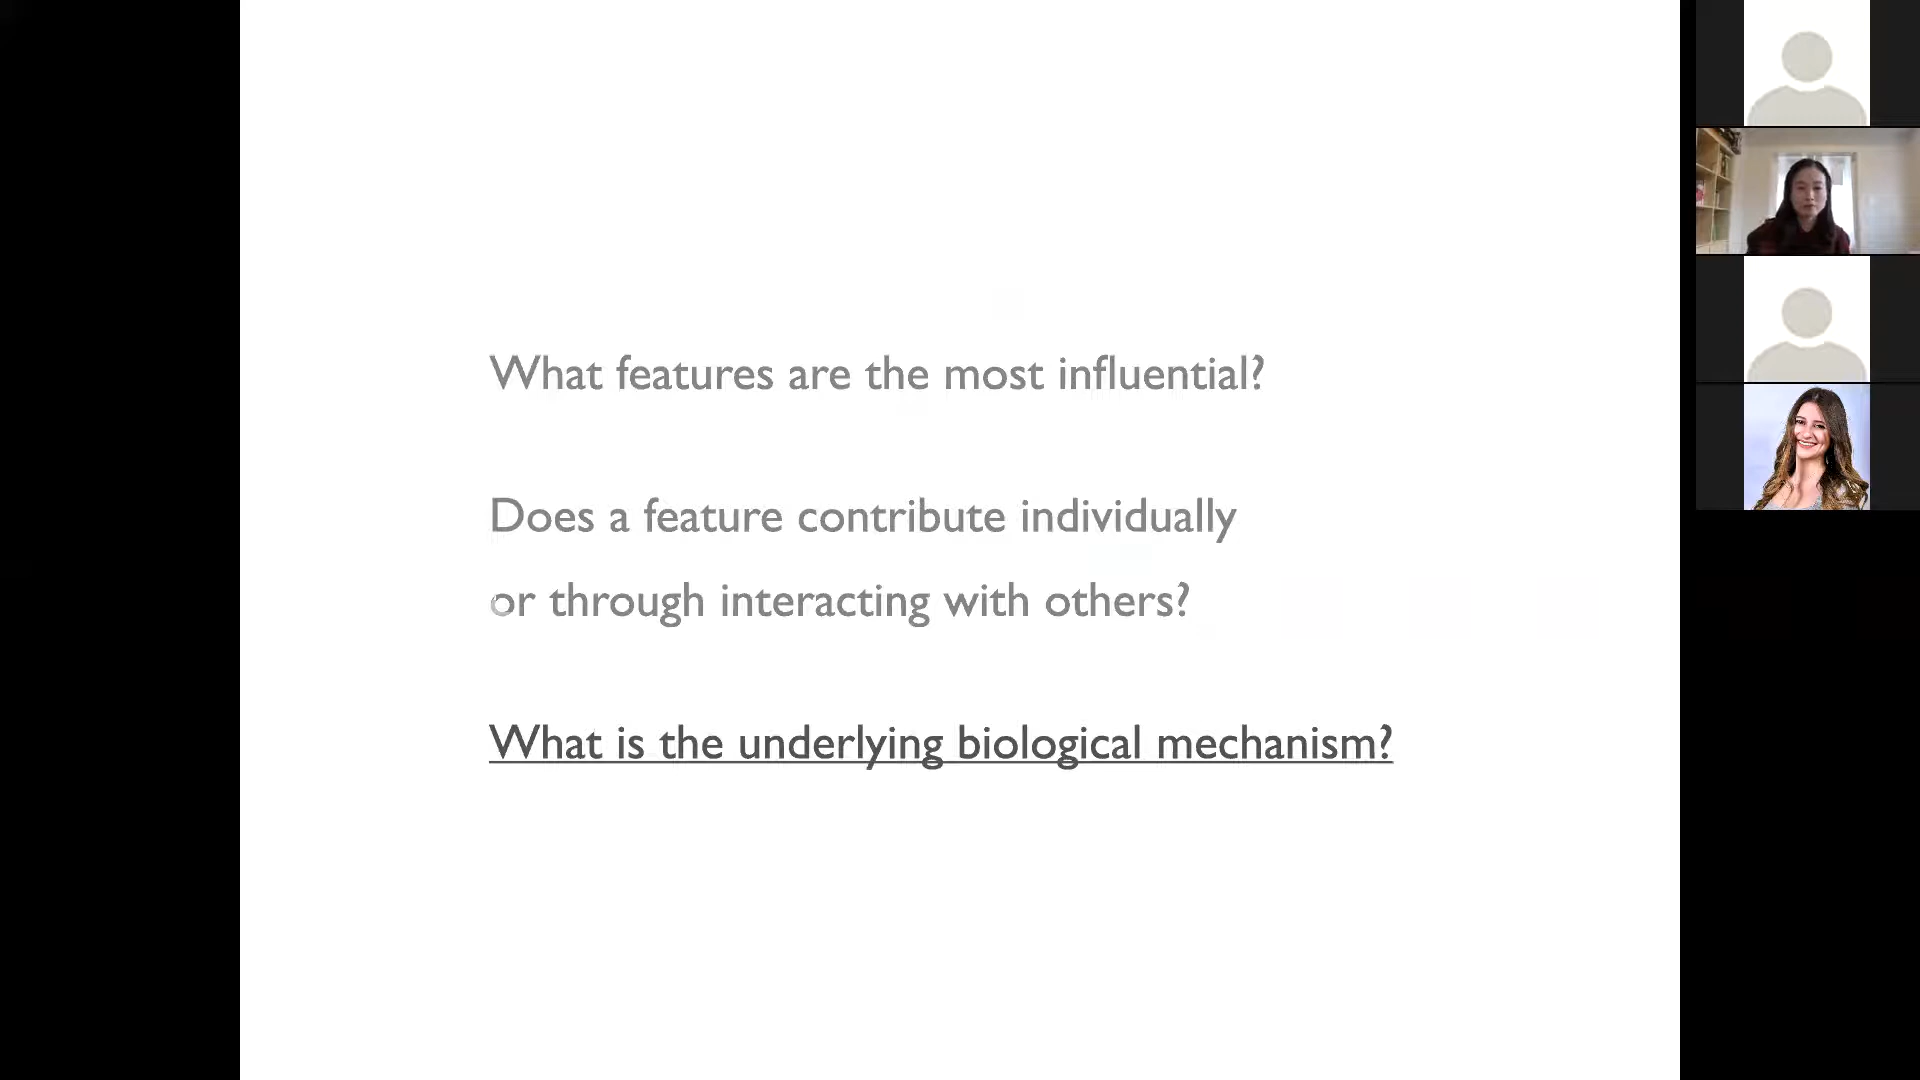 What features are the most influential?
Does a feature contribute individually
or through interacting with others?
What is the underlying biological mechanism?